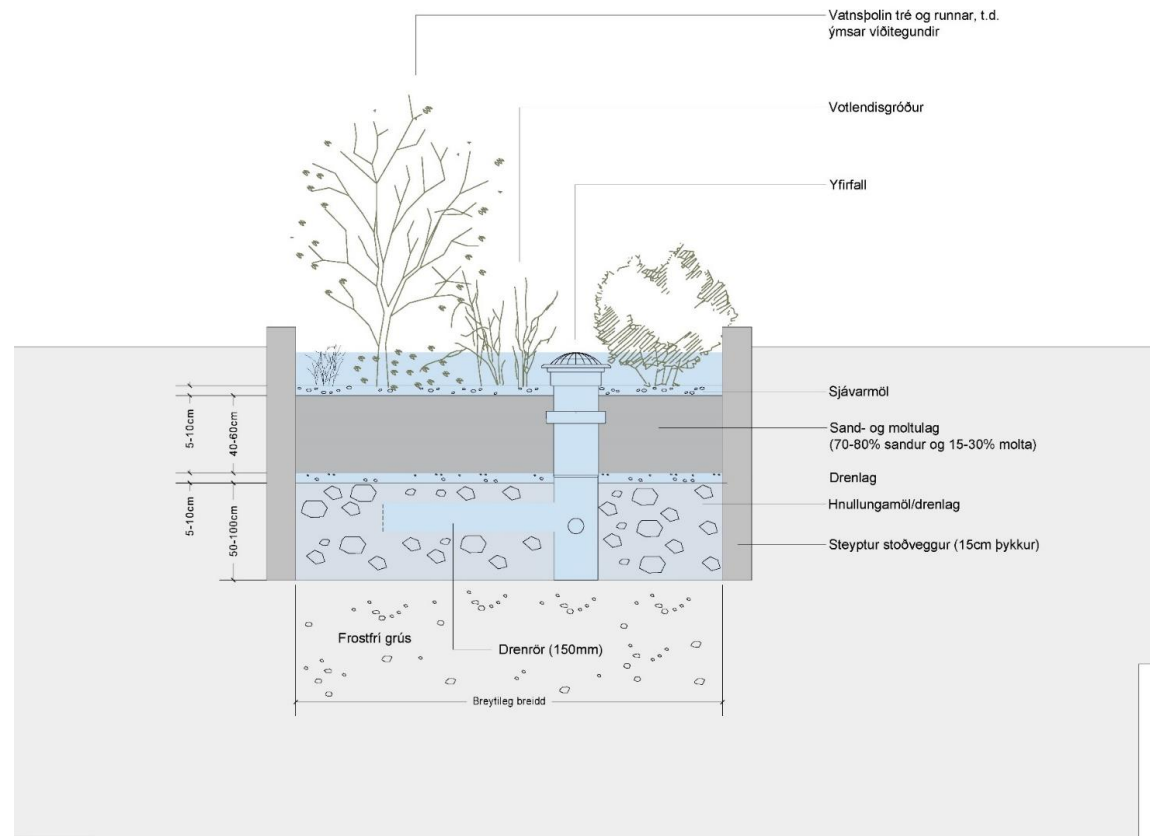 Vatnsþolin tré og runnar, t.d.
ýmsar víðitegundir
Votlendisgróður
Yfirfall
Sjávarmöl
Sand- og moltulag
(70-80% sandur og 15-30% molta)
Drenlag
Hnullungamöl/drenlag
Steyptur stoðveggur (15cm þykkur)
5-10cm
40-60cm
5-10cm
50-100cm
Frostfrí grús
Drenrör (150mm)
Breytileg breidd